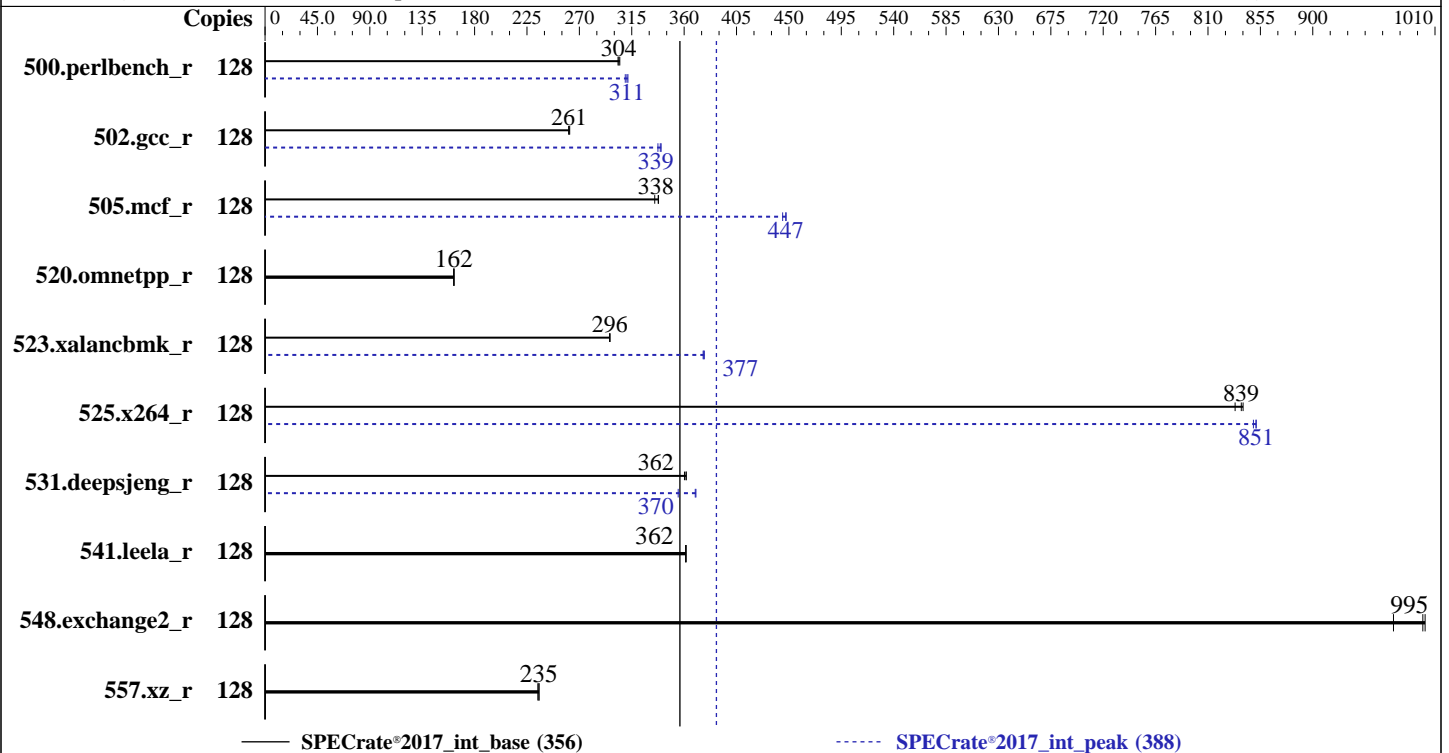 Copies 0 45.0 90.0 135 180 225 270 315 360 405 450 495 540 585 630 675 720 765 810 855 900 1010
304
500.perlbench_r 128
311
261
502.gcc_r 128
339
338
505.mcf_r 128
447
162
520.omnetpp_r 128
296
523.xalancbmk_r 128
377
839
525.x264_r 128
851
362
531.deepsjeng_r 128
370
362
541.leela_r 128
995
548.exchange2_r 128
235
557.xz_r 128
SPECrate®2017_int_base (356) SPECrate®2017_int_peak (388)